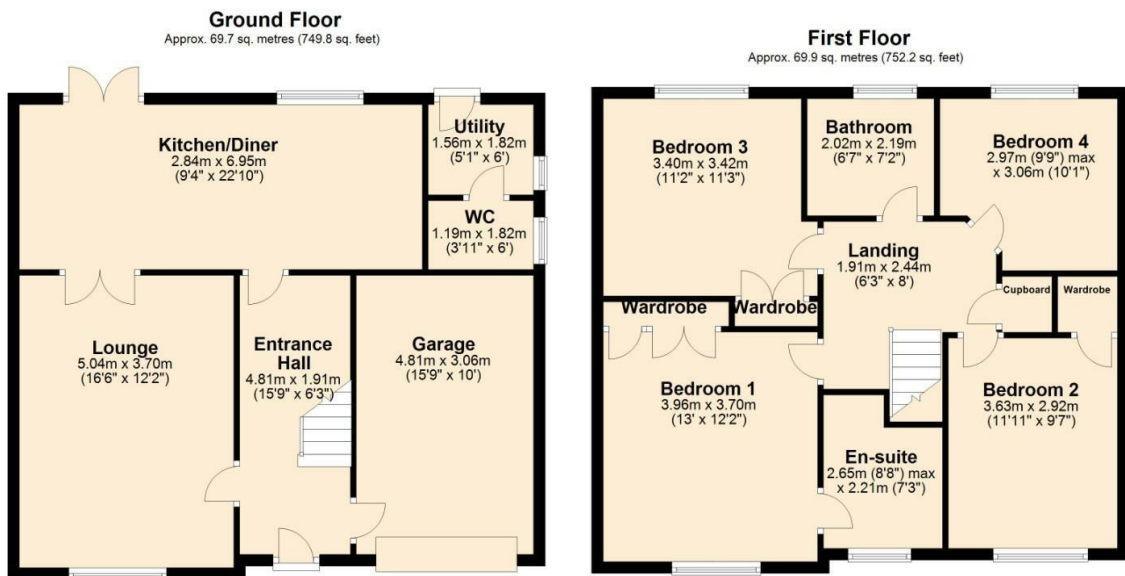 Ground Floor
Approx. 69.7 sq. metres (749.8 sq. feet)
Kitchen/Diner
2.84m x 6.95m
(9'4" x 22'10")
Utility
1.56m x 1.82m
(5'1" x 6')
WC
1.19m x 1.82m
(3'11" x 6')
Lounge
5.04m x 3.70m
(16'6" x 12'2")
Entrance
Hall
4.81m x 1.91m
(15'9" x 6'3")
Garage
4.81m x 3.06m
(15'9" x 10')
First Floor
Approx. 69.9 sq. metres (752.2 sq. feet)
Bedroom 3
3.40m x 3.42m
(11'2" x 11'3")
Bathroom
2.02m x 2.19m
(6'7" x 7'2")
Bedroom 4
2.97m (9'9") max
x 3.06m (10'1")
Landing
1.91m x 2.44m
(6'3" x 8')
Cupboard
Wardrobe
Wardrobe
Wardrobe
Bedroom 1
3.96m x 3.70m
(13' x 12'2")
Bedroom 2
3.63m x 2.92m
(11'11" x 9'7")
En-suite
2.65m (8'8") max
x 2.21m (7'3")